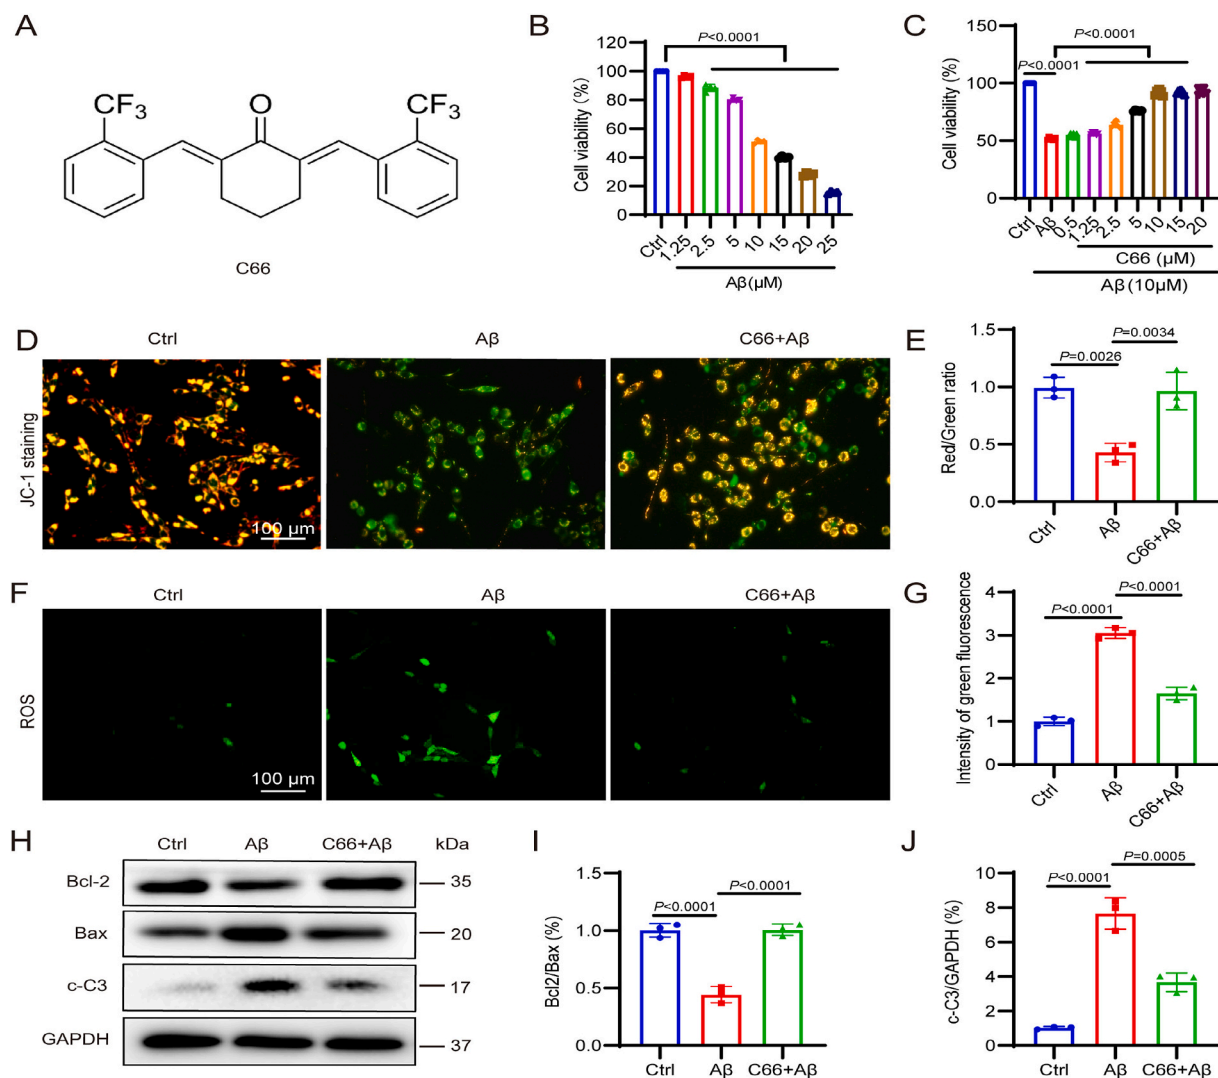 A
CF3
O
CF3
C66
B
P<0.0001
Cell viability (%)
120
100
80
60
40
20
0
Ctrl
1.25
2.5
5
10
15
20
25
Aβ(μM)
C
P<0.0001
P<0.0001
Cell viability (%)
150
100
50
0
Ctrl
Aβ
0.5
1.25
2.5
5
10
15
20
C66 (μM)
Aβ (10μM)
D
Ctrl
Aβ
C66+Aβ
JC-1 staining
100 μm
E
P=0.0034
P=0.0026
Red/Green ratio
1.5
1.0
0.5
0.0
Ctrl
Aβ
C66+Aβ
F
Ctrl
Aβ
C66+Aβ
ROS
100 μm
G
P<0.0001
P<0.0001
Intensity of green fluorescence
4
3
2
1
0
Ctrl
Aβ
C66+Aβ
H
Ctrl
Aβ
C66+Aβ
kDa
Bcl-2
35
Bax
20
c-C3
17
GAPDH
37
I
P<0.0001
P<0.0001
Bcl2/Bax (%)
1.5
1.0
0.5
0.0
Ctrl
Aβ
C66+Aβ
J
P=0.0005
P<0.0001
c-C3/GAPDH (%)
10
8
6
4
2
0
Ctrl
Aβ
C66+Aβ